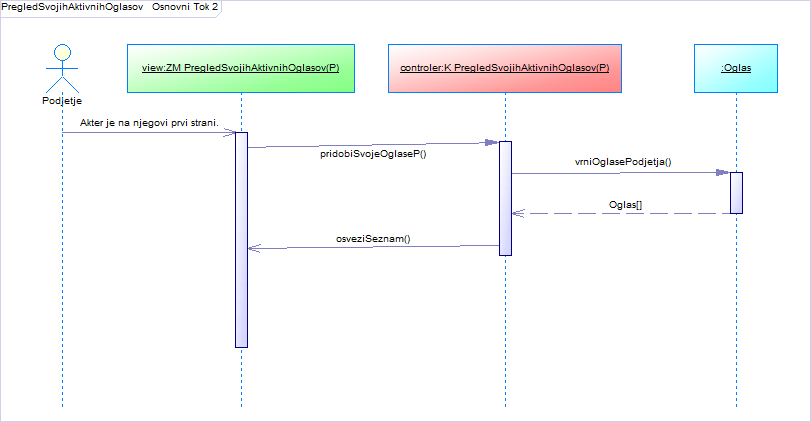 PregledSvojihAktivnihOglasov Osnovni Tok 2
view:ZM PregledSvojihAktivnihOglasov(P)
controler:K PregledSvojihAktivnihOglasov(P)
:Oglas
Podjetje
Akter je na njegovi prvi strani.
pridobiSvojeOglaseP()
vrniOglasePodjetja()
Oglas[]
osveziSeznam()